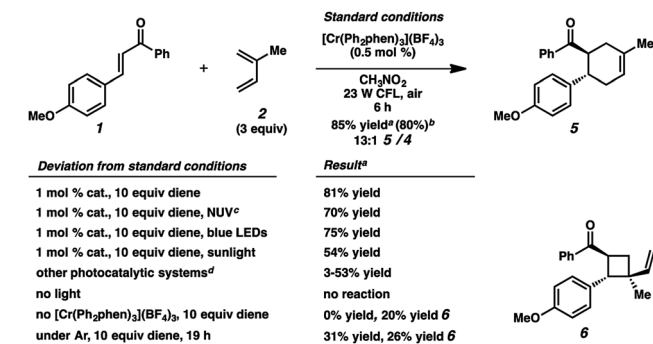 O
Ph
MeO
1
+
Me
2
(3 equiv)
Standard conditions
[Cr(Ph₂phen)₃](BF₄)₃
(0.5 mol %)
CH₃NO₂
23 W CFL, air
6 h
85% yieldᵃ (80%)ᵇ
13:1 5 /4
O
Ph
Me
MeO
5
Deviation from standard conditions Resultᵃ
1 mol % cat., 10 equiv diene 81% yield
1 mol % cat., 10 equiv diene, NUVᶜ 70% yield
1 mol % cat., 10 equiv diene, blue LEDs 75% yield
1 mol % cat., 10 equiv diene, sunlight 54% yield
other photocatalytic systemsᵈ 3-53% yield
no light no reaction
no [Cr(Ph₂phen)₃](BF₄)₃, 10 equiv diene 0% yield, 20% yield 6
under Ar, 10 equiv diene, 19 h 31% yield, 26% yield 6
O
Ph
Me
MeO
6